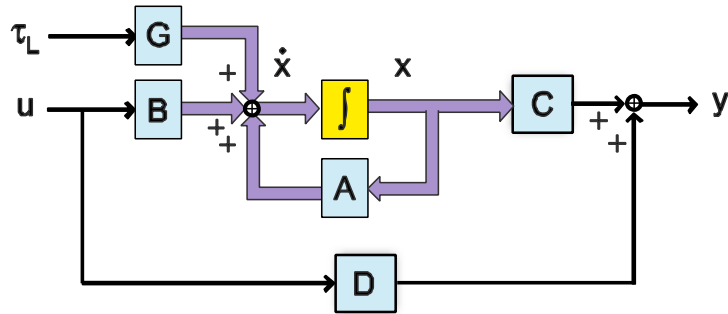 τL G
+ ẋ x
u B ∫ C y
+ + +
+
A
D